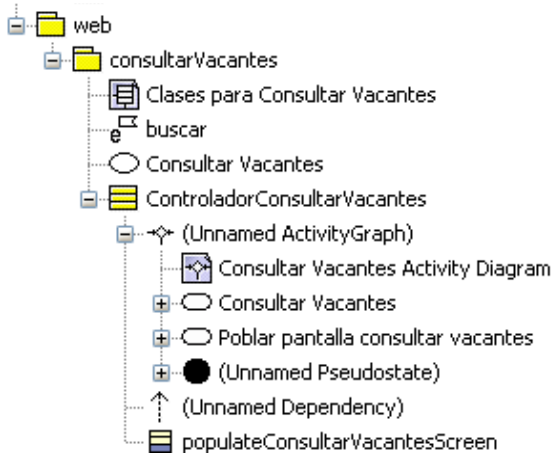 web
consultarVacantes
Clases para Consultar Vacantes
e buscar
Consultar Vacantes
ControladorConsultarVacantes
(Unnamed ActivityGraph)
Consultar Vacantes Activity Diagram
Consultar Vacantes
Poblar pantalla consultar vacantes
(Unnamed Pseudostate)
(Unnamed Dependency)
populateConsultarVacantesScreen